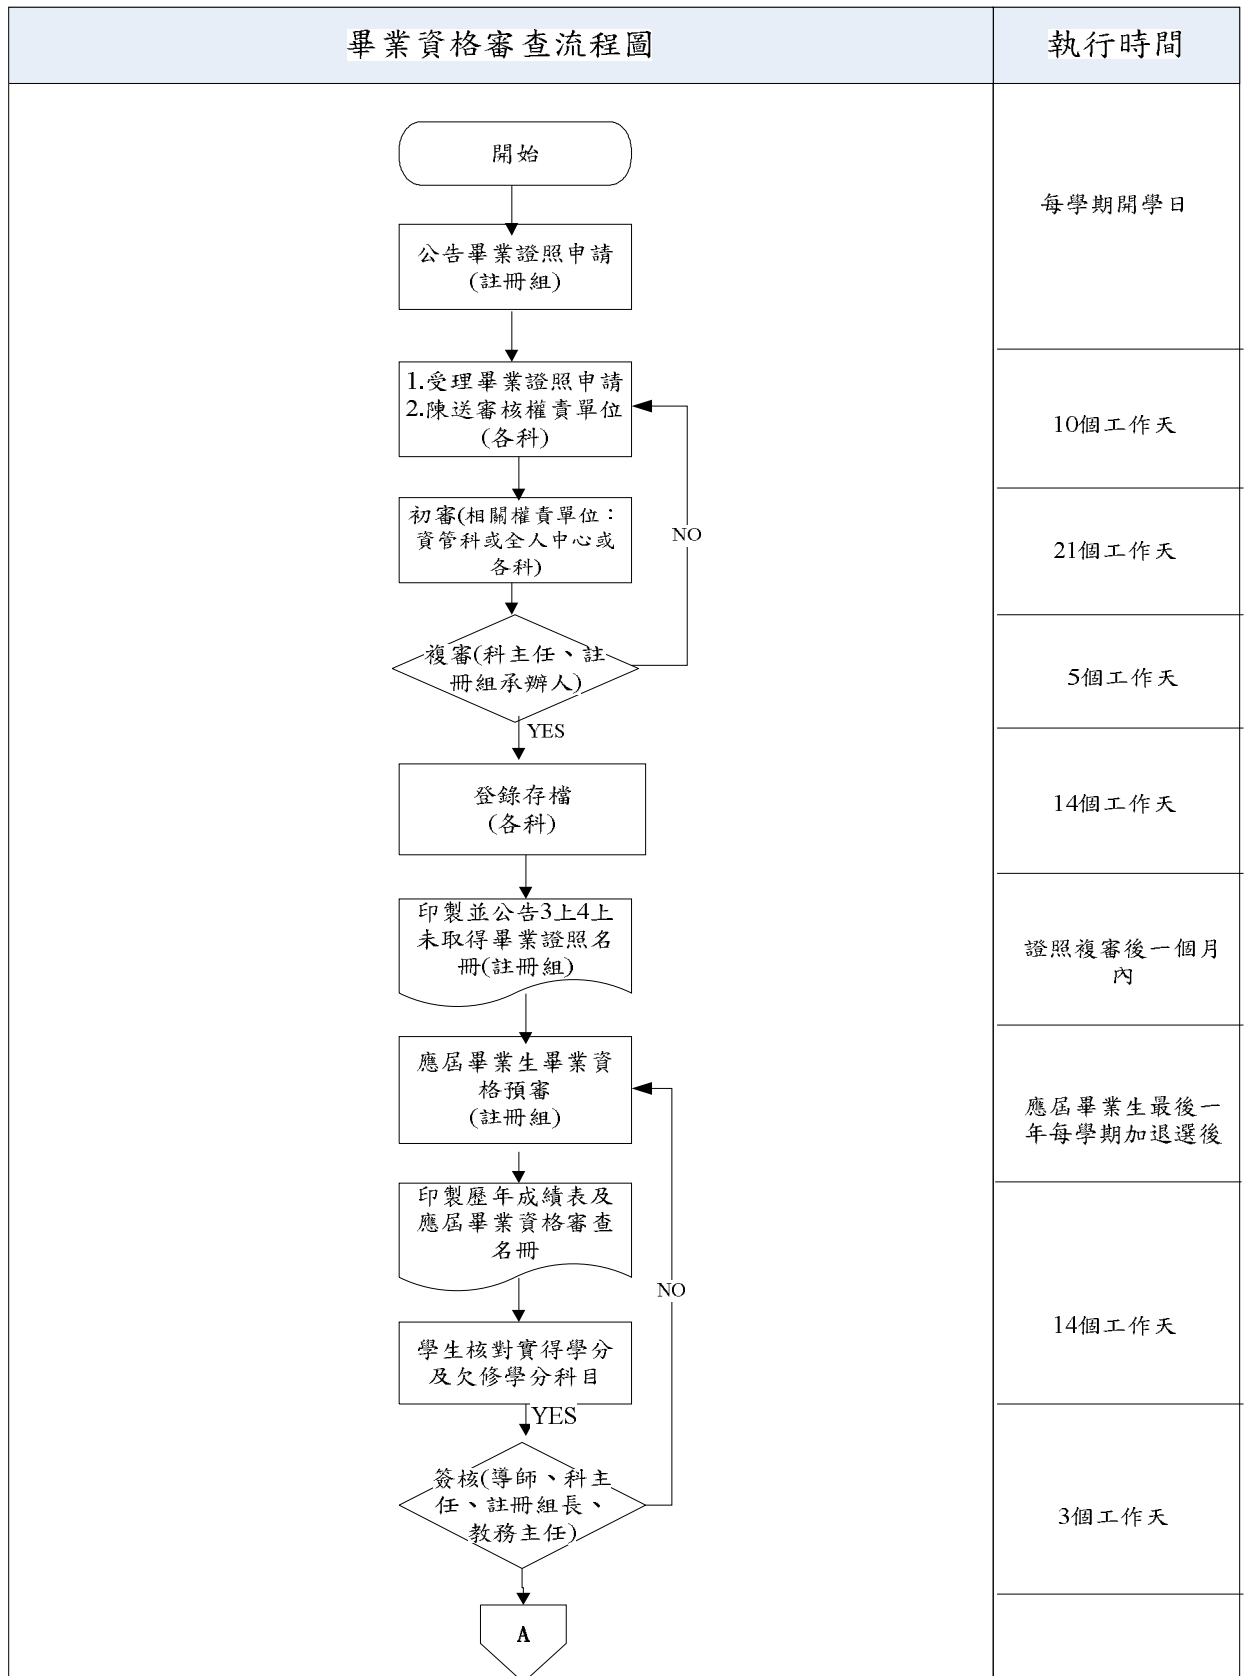 畢業資格審查流程圖
執行時間
開始
每學期開學日
公告畢業證照申請
(註冊組)
1.受理畢業證照申請
2.陳送審核權責單位
(各科)
10個工作天
初審(相關權責單位：
資管科或全人中心或
各科)
NO
21個工作天
複審(科主任、註
冊組承辦人)
5個工作天
YES
登錄存檔
(各科)
14個工作天
印製並公告3上4上
未取得畢業證照名
冊(註冊組)
證照複審後一個月
內
應屆畢業生畢業資
格預審
(註冊組)
應屆畢業生最後一
年每學期加退選後
印製歷年成績表及
應屆畢業資格審查
名冊
NO
學生核對實得學分
及欠修學分科目
14個工作天
YES
簽核(導師、科主
任、註冊組長、
教務主任)
3個工作天
A